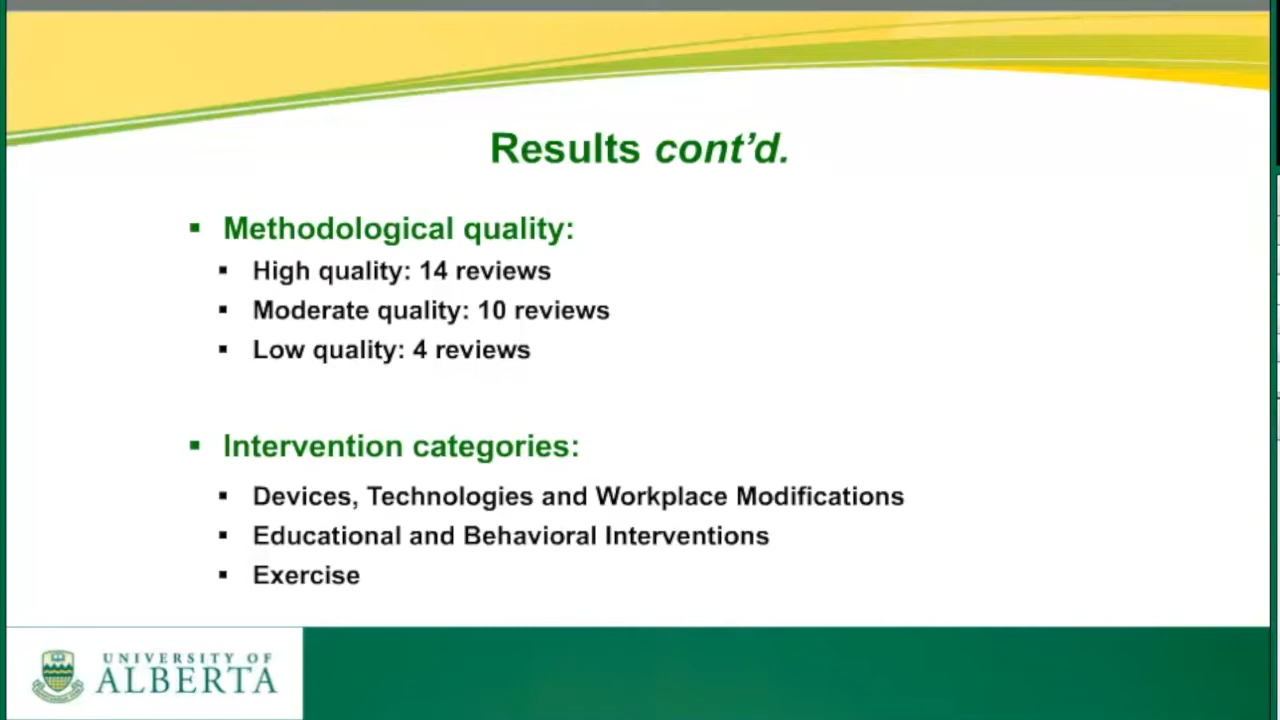 Results cont’d.
▪ Methodological quality:
▪ High quality: 14 reviews
▪ Moderate quality: 10 reviews
▪ Low quality: 4 reviews
▪ Intervention categories:
▪ Devices, Technologies and Workplace Modifications
▪ Educational and Behavioral Interventions
▪ Exercise
UNIVERSITY OF
ALBERTA